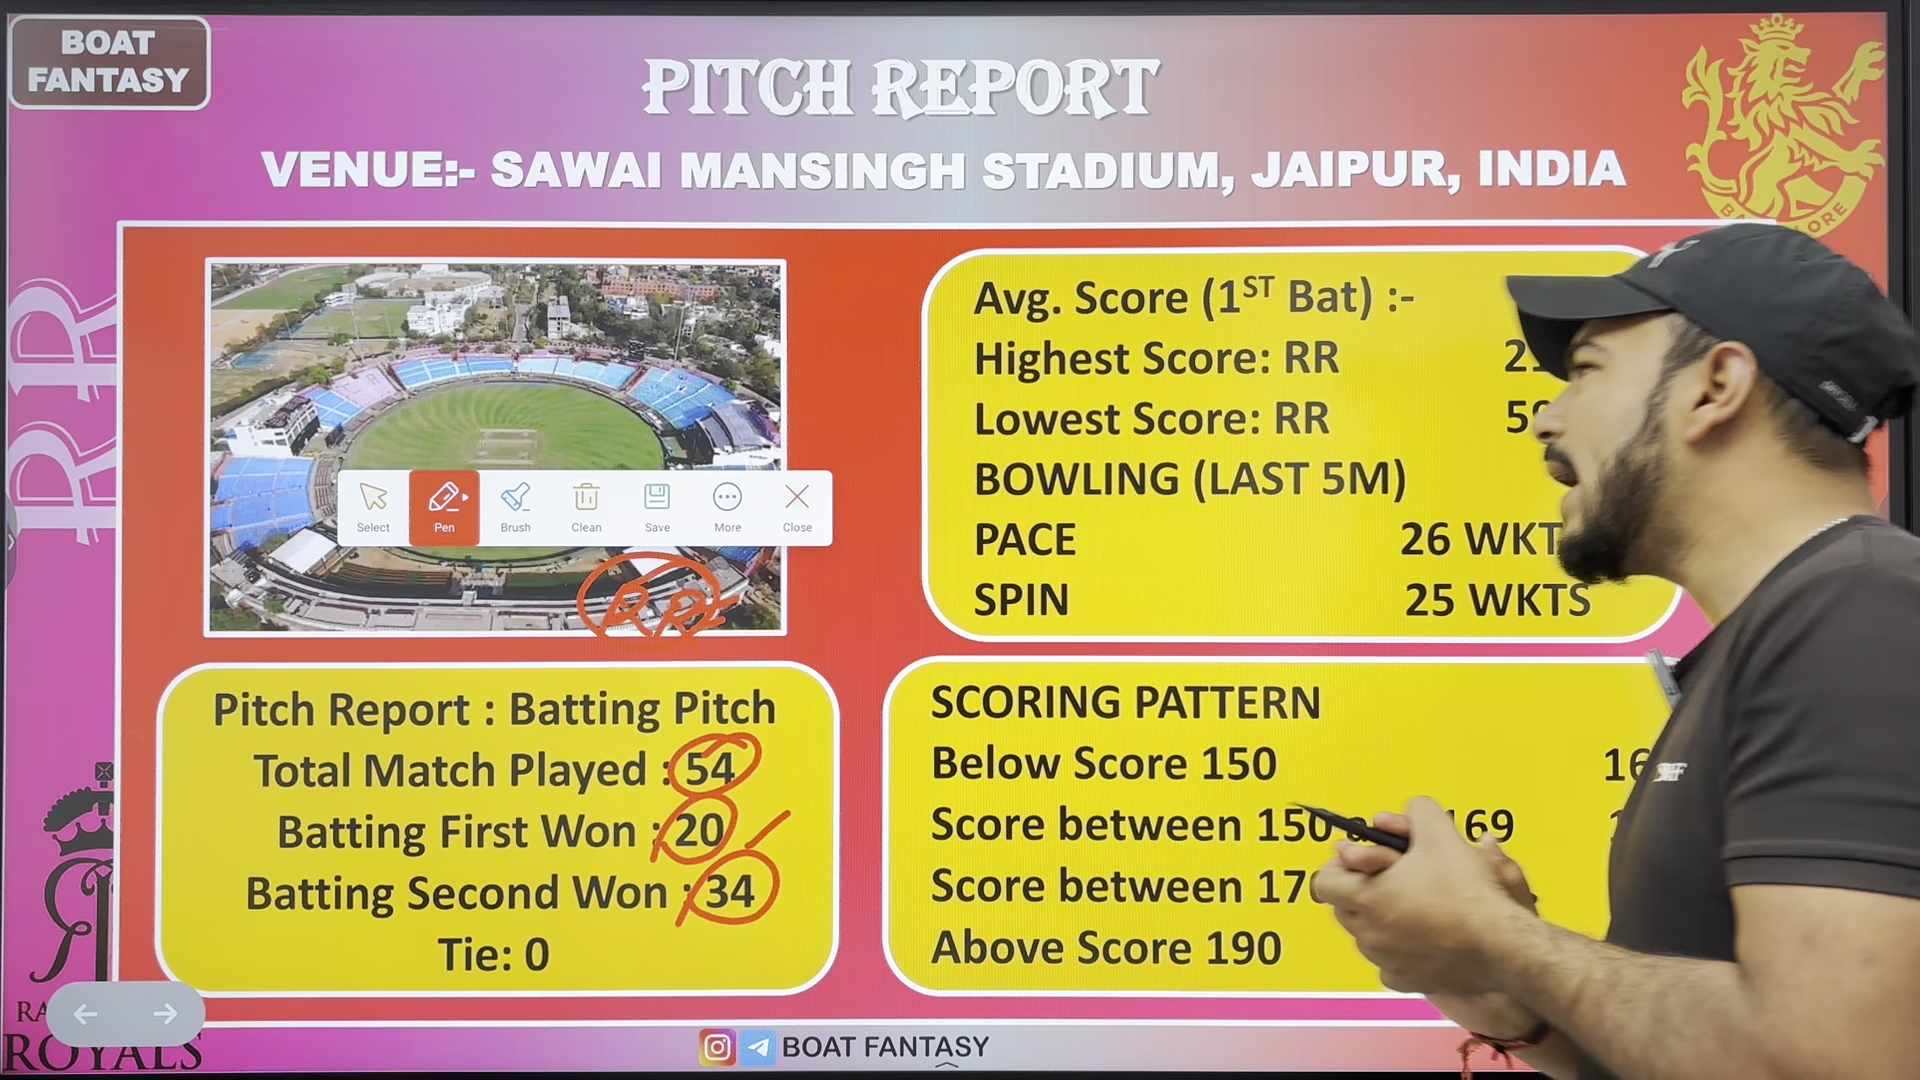 BOAT
FANTASY
PITCH REPORT
VENUE:- SAWAI MANSINGH STADIUM, JAIPUR, INDIA
RR
Avg. Score (1ST Bat) :-
Highest Score: RR
Lowest Score: RR
BOWLING (LAST 5M)
PACE 26 WKT
SPIN 25 WKTS
Select Pen Brush Clean Save More Close
RR
Pitch Report : Batting Pitch
Total Match Played : 54
Batting First Won : 20
Batting Second Won : 34
Tie: 0
SCORING PATTERN
Below Score 150 16
Score between 150 169
Score between 170
Above Score 190
ROYALS
BOAT FANTASY